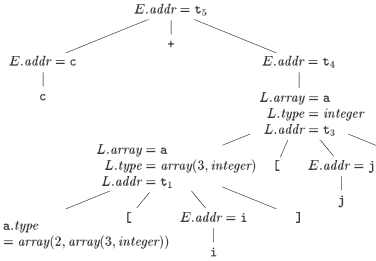 E.addr = t₅
+
E.addr = c
E.addr = t₄
c
L.array = a
L.type = integer
L.addr = t₃
L.array = a
L.type = array(3, integer)
L.addr = t₁
[
E.addr = j
j
a.type
= array(2, array(3, integer))
[
E.addr = i
]
i